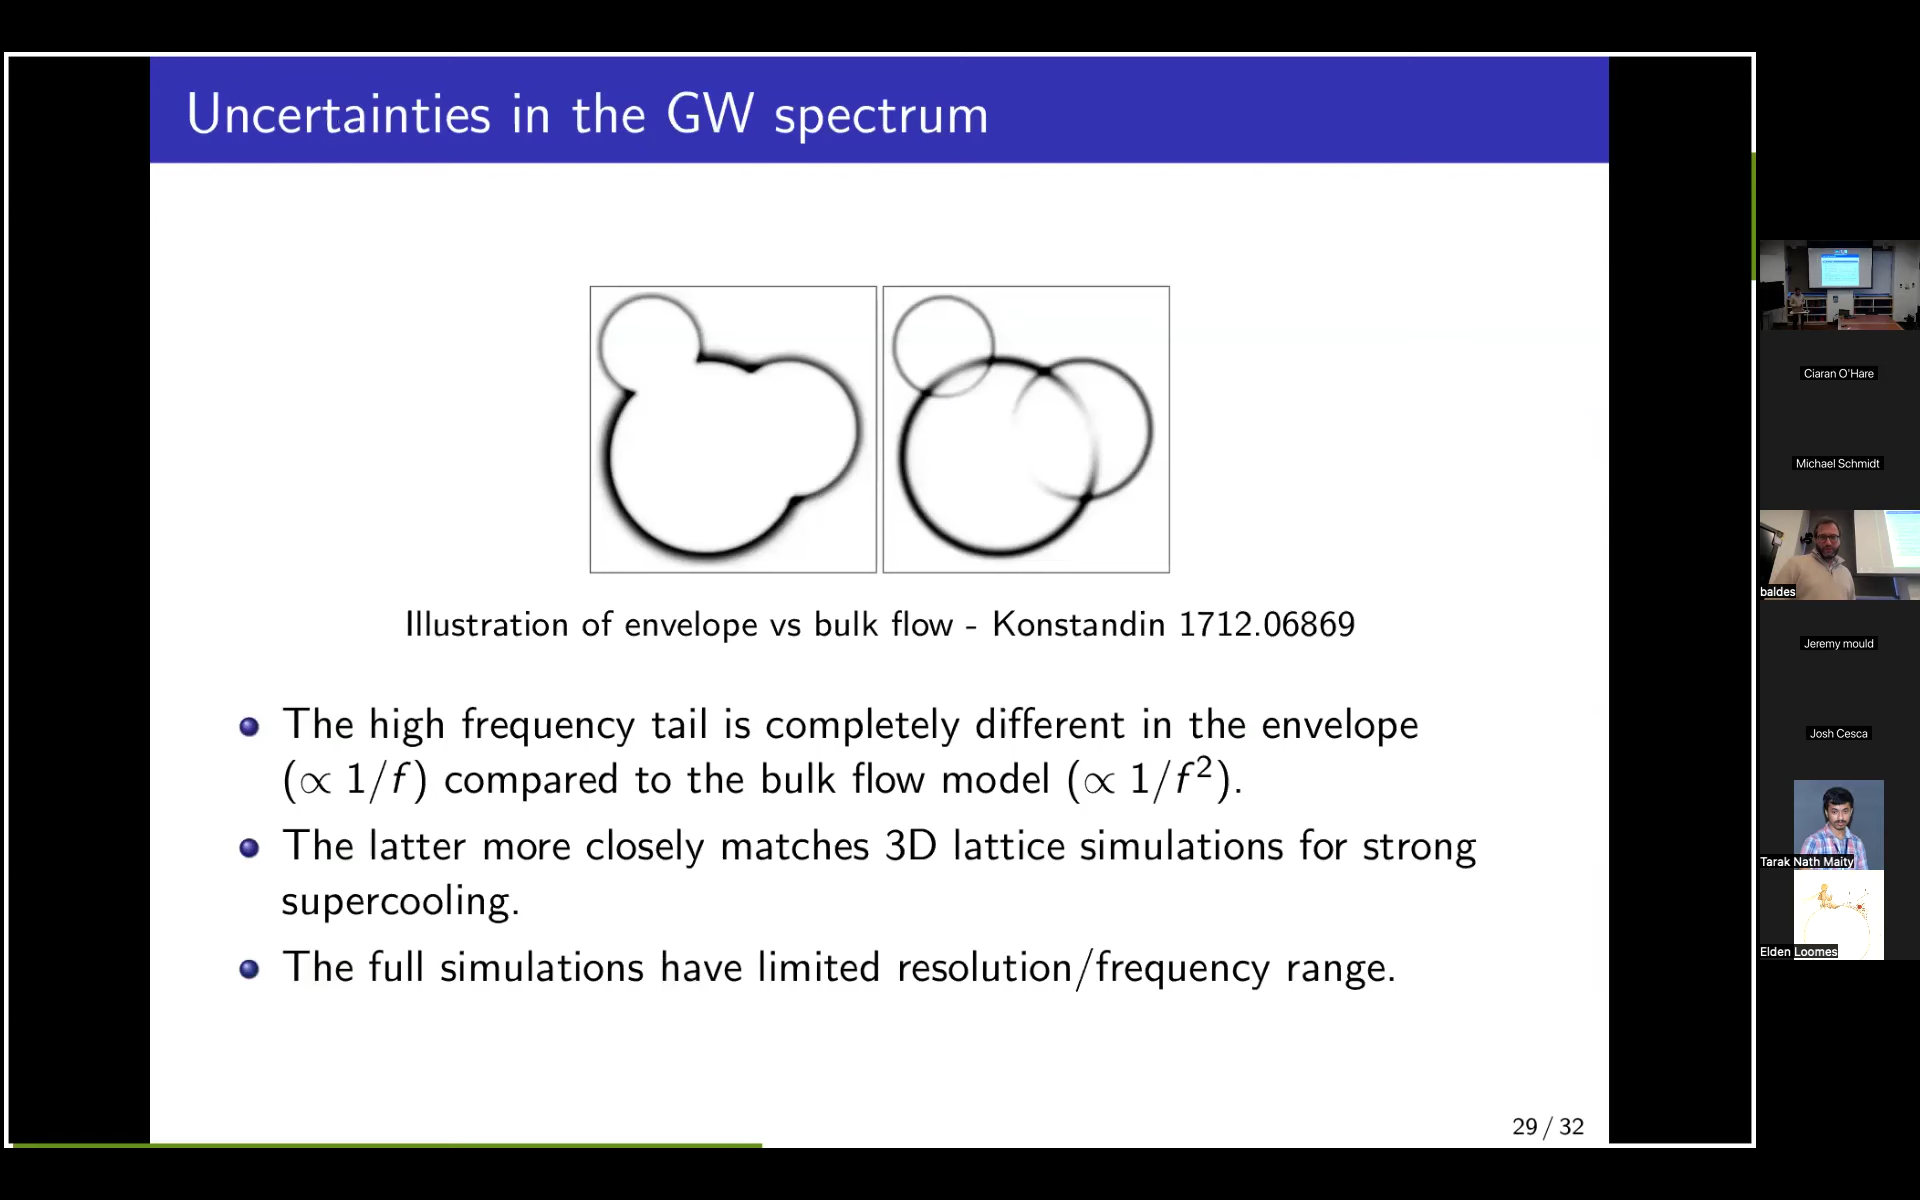 Uncertainties in the GW spectrum
Illustration of envelope vs bulk flow - Konstandin 1712.06869
The high frequency tail is completely different in the envelope
(∝ 1/f) compared to the bulk flow model (∝ 1/f²).
The latter more closely matches 3D lattice simulations for strong
supercooling.
The full simulations have limited resolution/frequency range.
29 / 32
Ciaran O'Hare
Michael Schmidt
baldes
Jeremy mould
Josh Cesca
Tarak Nath Maity
Elden Loomes